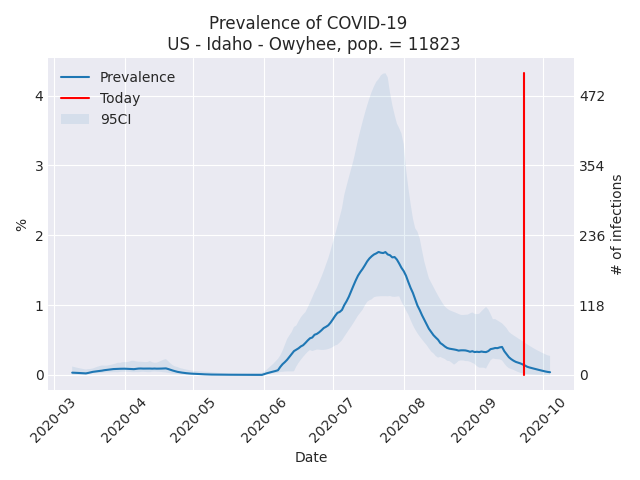 Prevalence of COVID-19
US - Idaho - Owyhee, pop. = 11823
Prevalence
Today
95CI
4
3
2
1
0
%
472
354
236
118
0
# of infections
2020-03
2020-04
2020-05
2020-06
2020-07
2020-08
2020-09
2020-10
Date